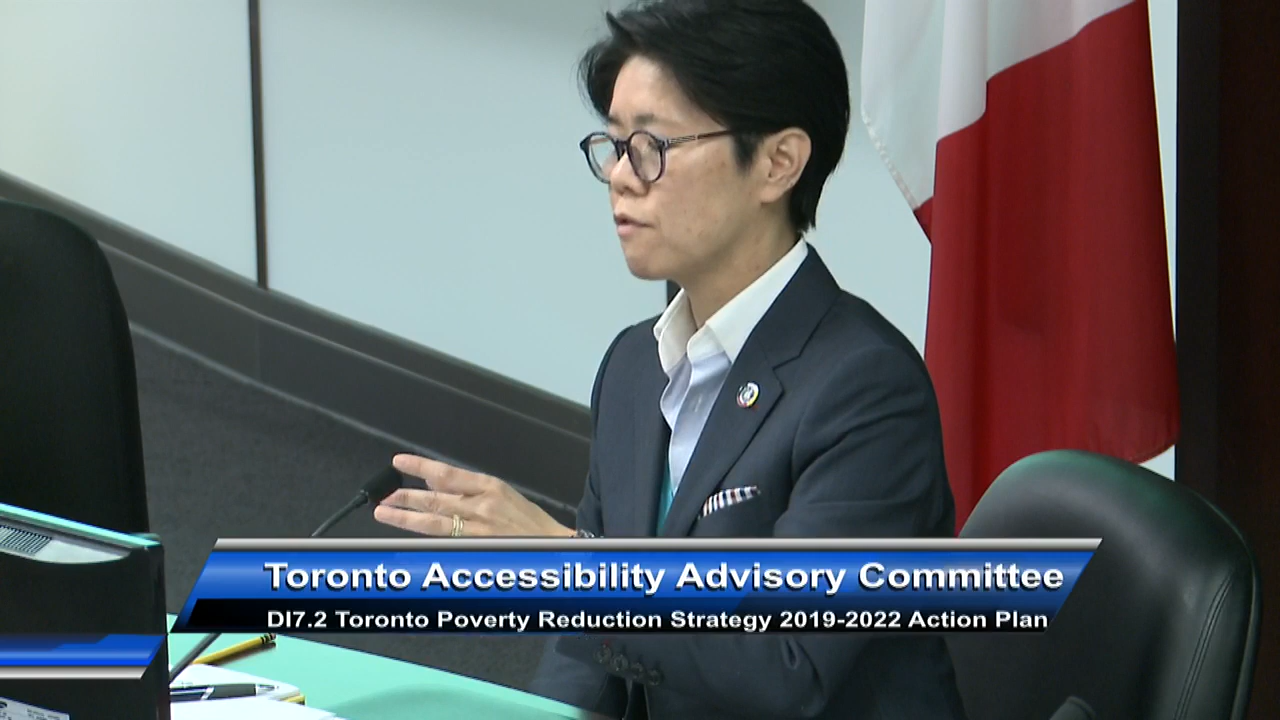 Toronto Accessibility Advisory Committee
DI7.2 Toronto Poverty Reduction Strategy 2019-2022 Action Plan